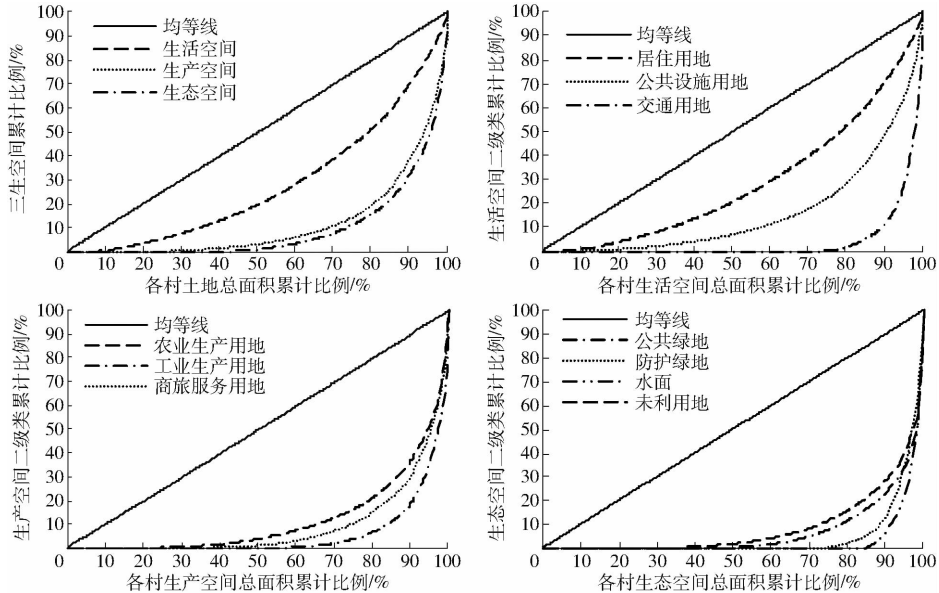 三生空间累计比例/%
100
90
80
70
60
50
40
30
20
10
均等线
生活空间
生产空间
生态空间
0 10 20 30 40 50 60 70 80 90 100
各村土地总面积累计比例/%
生活空间二级类累计比例/%
100
90
80
70
60
50
40
30
20
10
均等线
居住用地
公共设施用地
交通用地
0 10 20 30 40 50 60 70 80 90 100
各村生活空间总面积累计比例/%
生产空间二级类累计比例/%
100
90
80
70
60
50
40
30
20
10
均等线
农业生产用地
工业生产用地
商旅服务用地
0 10 20 30 40 50 60 70 80 90 100
各村生产空间总面积累计比例/%
生态空间二级类累计比例/%
100
90
80
70
60
50
40
30
20
10
均等线
公共绿地
防护绿地
水面
未利用地
0 10 20 30 40 50 60 70 80 90 100
各村生态空间总面积累计比例/%